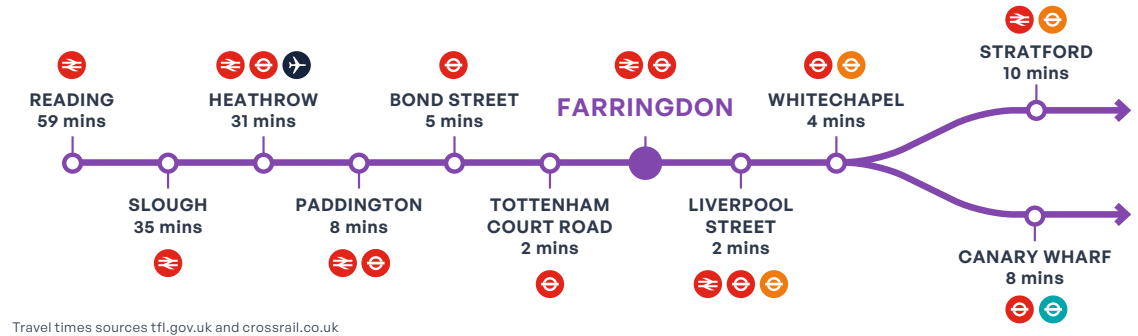 READING
59 mins
SLOUGH
35 mins
HEATHROW
31 mins
PADDINGTON
8 mins
BOND STREET
5 mins
TOTTENHAM
COURT ROAD
2 mins
FARRINGDON
LIVERPOOL
STREET
2 mins
WHITECHAPEL
4 mins
STRATFORD
10 mins
CANARY WHARF
8 mins
Travel times sources tfl.gov.uk and crossrail.co.uk